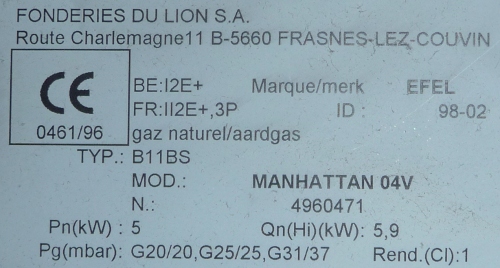 FONDERIES DU LION S.A.
Route Charlemagne11 B-5660 FRASNES-LEZ-COUVIN
CE
0461/96
BE:I2E+ Marque/merk EFEL
FR:II2E+,3P ID : 98-02
gaz naturel/aardgas
TYP.: B11BS
MOD.: MANHATTAN 04V
N.: 4960471
Pn(kW) : 5 Qn(Hi)(kW): 5,9
Pg(mbar): G20/20,G25/25,G31/37 Rend.(Cl):1